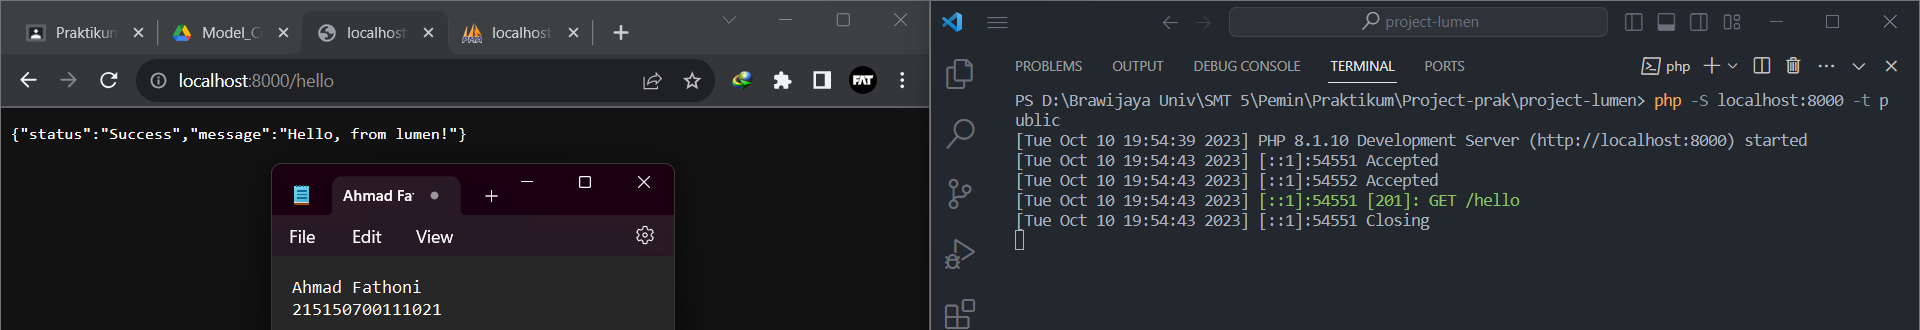 Praktikum
Model_C
localhost
localhost
localhost:8000/hello
FAT
{"status":"Success","message":"Hello, from lumen!"}
Ahmad Fat
File Edit View
Ahmad Fathoni
215150700111021
project-lumen
PROBLEMS OUTPUT DEBUG CONSOLE TERMINAL PORTS
php
PS D:\Brawijaya Univ\SMT 5\Pemin\Praktikum\Project-prak\project-lumen> php -S localhost:8000 -t p
ublic
[Tue Oct 10 19:54:39 2023] PHP 8.1.10 Development Server (http://localhost:8000) started
[Tue Oct 10 19:54:43 2023] [::1]:54551 Accepted
[Tue Oct 10 19:54:43 2023] [::1]:54552 Accepted
[Tue Oct 10 19:54:43 2023] [::1]:54551 [201]: GET /hello
[Tue Oct 10 19:54:43 2023] [::1]:54551 Closing